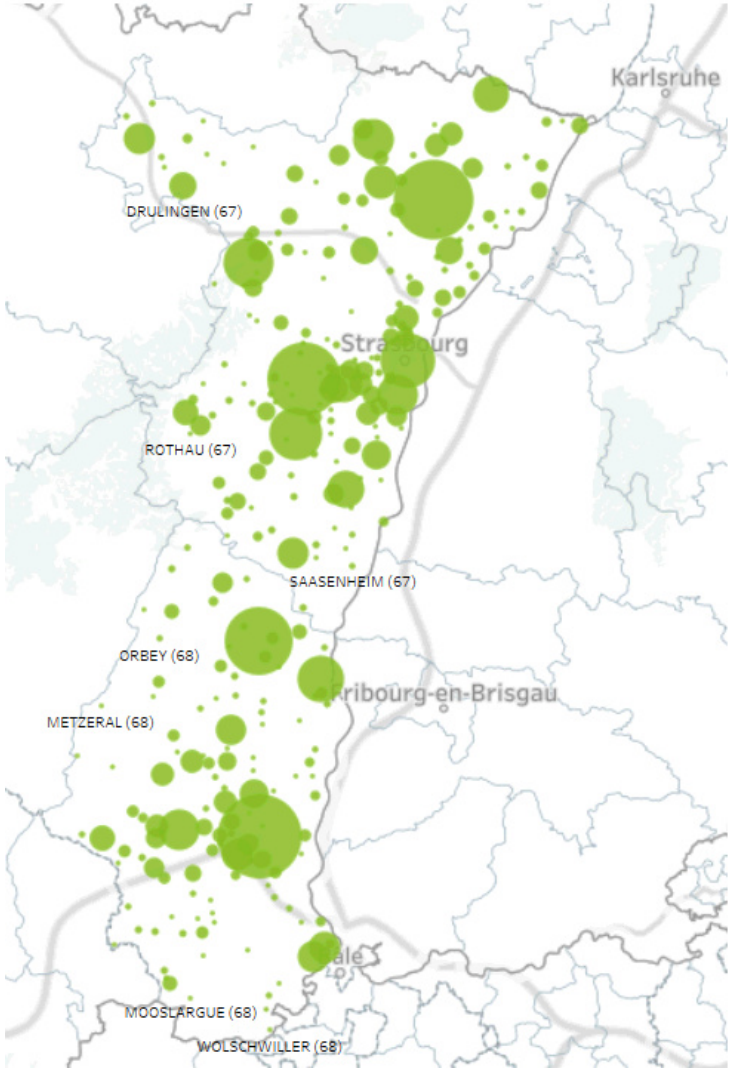 Karlsruhe
DRULINGEN (67)
Strasbourg
ROTHAU (67)
SAASENHEIM (67)
ORBEY (68)
Fribourg-en-Brisgau
METZERAL (68)
MOOSLARGUE (68)
WOLSCHWILLER (68)